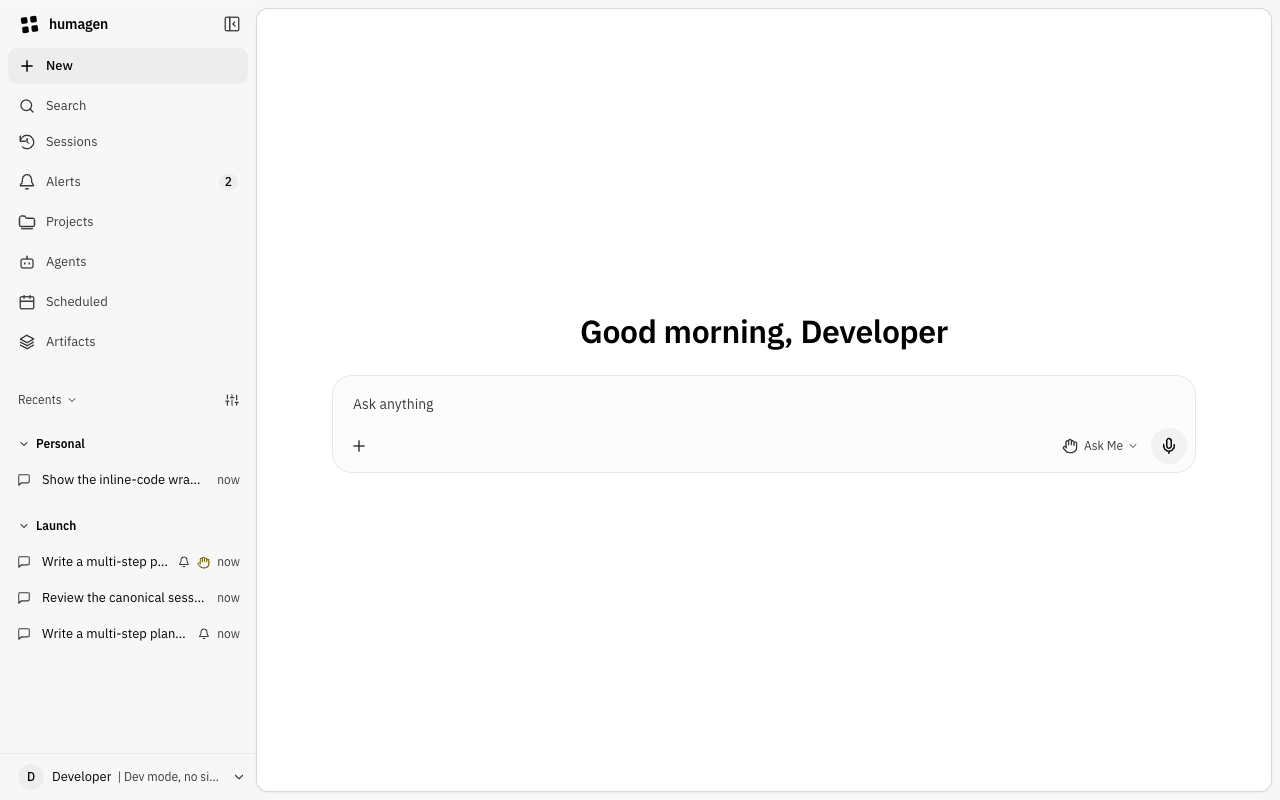 humagen
New
Search
Sessions
Alerts 2
Projects
Agents
Scheduled
Artifacts
Recents
Personal
Show the inline-code wra... now
Launch
Write a multi-step p... now
Review the canonical sess... now
Write a multi-step plan... now
D Developer | Dev mode, no si...
Good morning, Developer
Ask anything
Ask Me